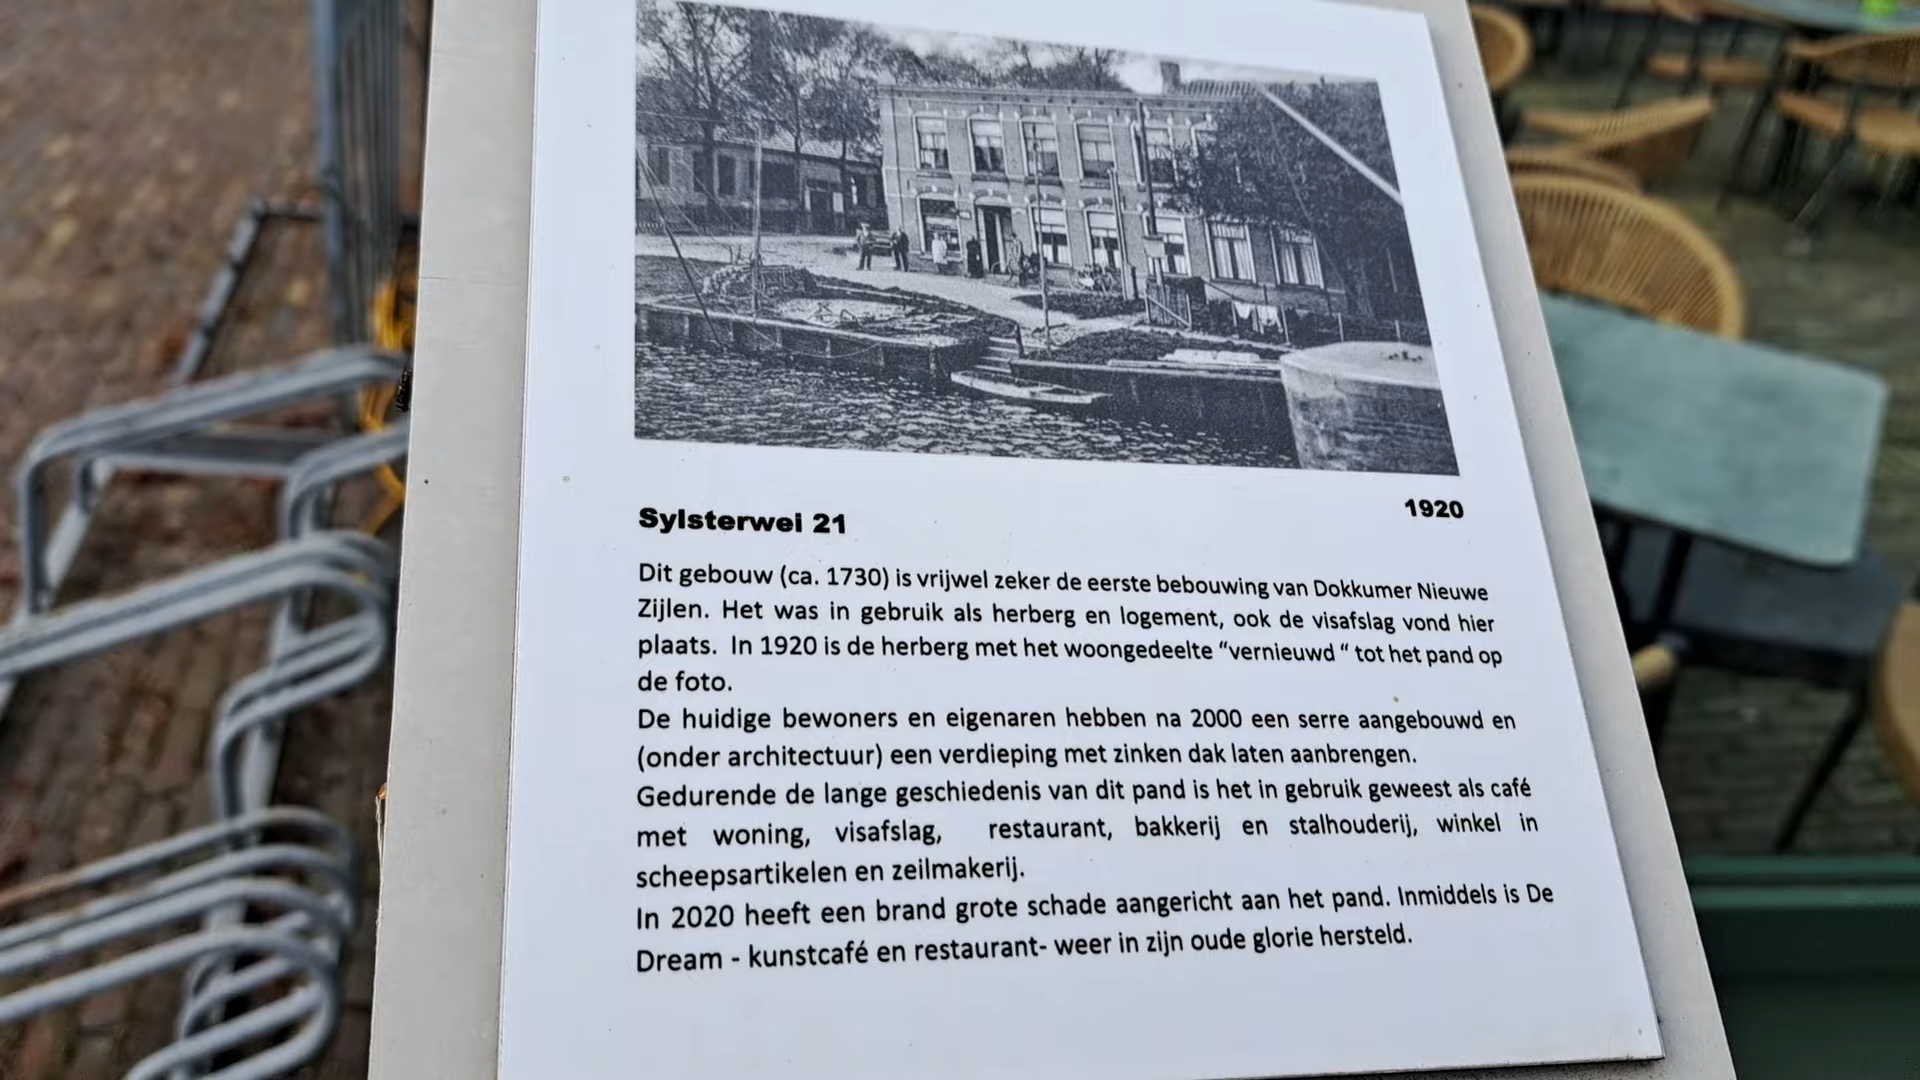 Sylsterwei 21
1920
Dit gebouw (ca. 1730) is vrijwel zeker de eerste bebouwing van Dokkumer Nieuwe
Zijlen. Het was in gebruik als herberg en logement, ook de visafslag vond hier
plaats. In 1920 is de herberg met het woongedeelte “vernieuwd “ tot het pand op
de foto.
De huidige bewoners en eigenaren hebben na 2000 een serre aangebouwd en
(onder architectuur) een verdieping met zinken dak laten aanbrengen.
Gedurende de lange geschiedenis van dit pand is het in gebruik geweest als café
met woning, visafslag, restaurant, bakkerij en stalhouderij, winkel in
scheepsartikelen en zeilmakerij.
In 2020 heeft een brand grote schade aangericht aan het pand. Inmiddels is De
Dream - kunstcafé en restaurant- weer in zijn oude glorie hersteld.